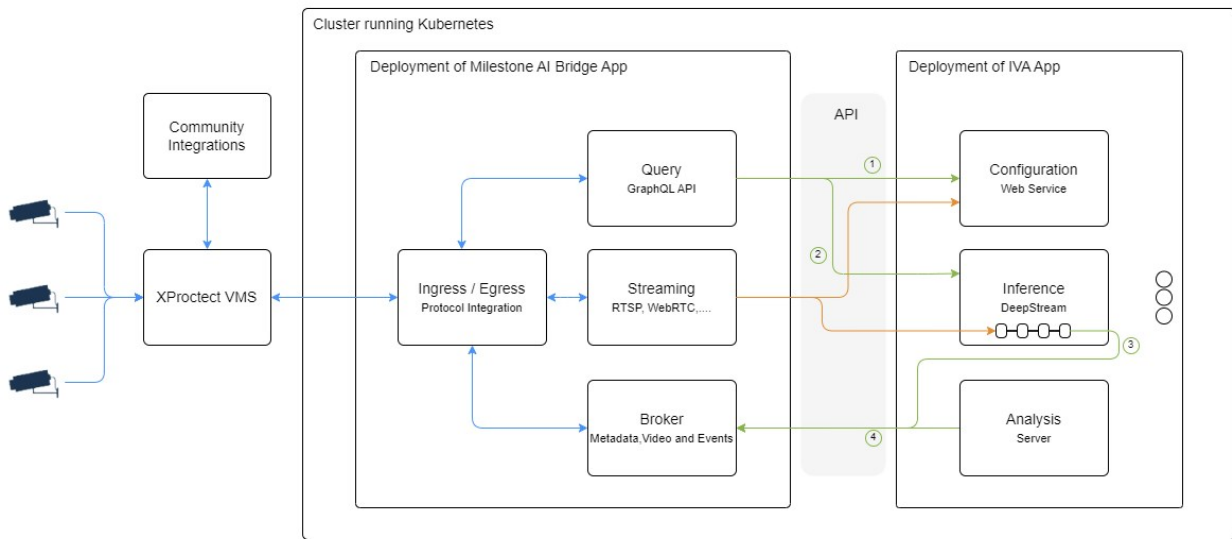 Cluster running Kubernetes
Deployment of Milestone AI Bridge App
Deployment of IVA App
API
Community
Integrations
Query
GraphQL API
1
Configuration
Web Service
XProctect VMS
Ingress / Egress
Protocol Integration
Streaming
RTSP, WebRTC,....
2
Inference
DeepStream
3
Broker
Metadata,Video and Events
4
Analysis
Server